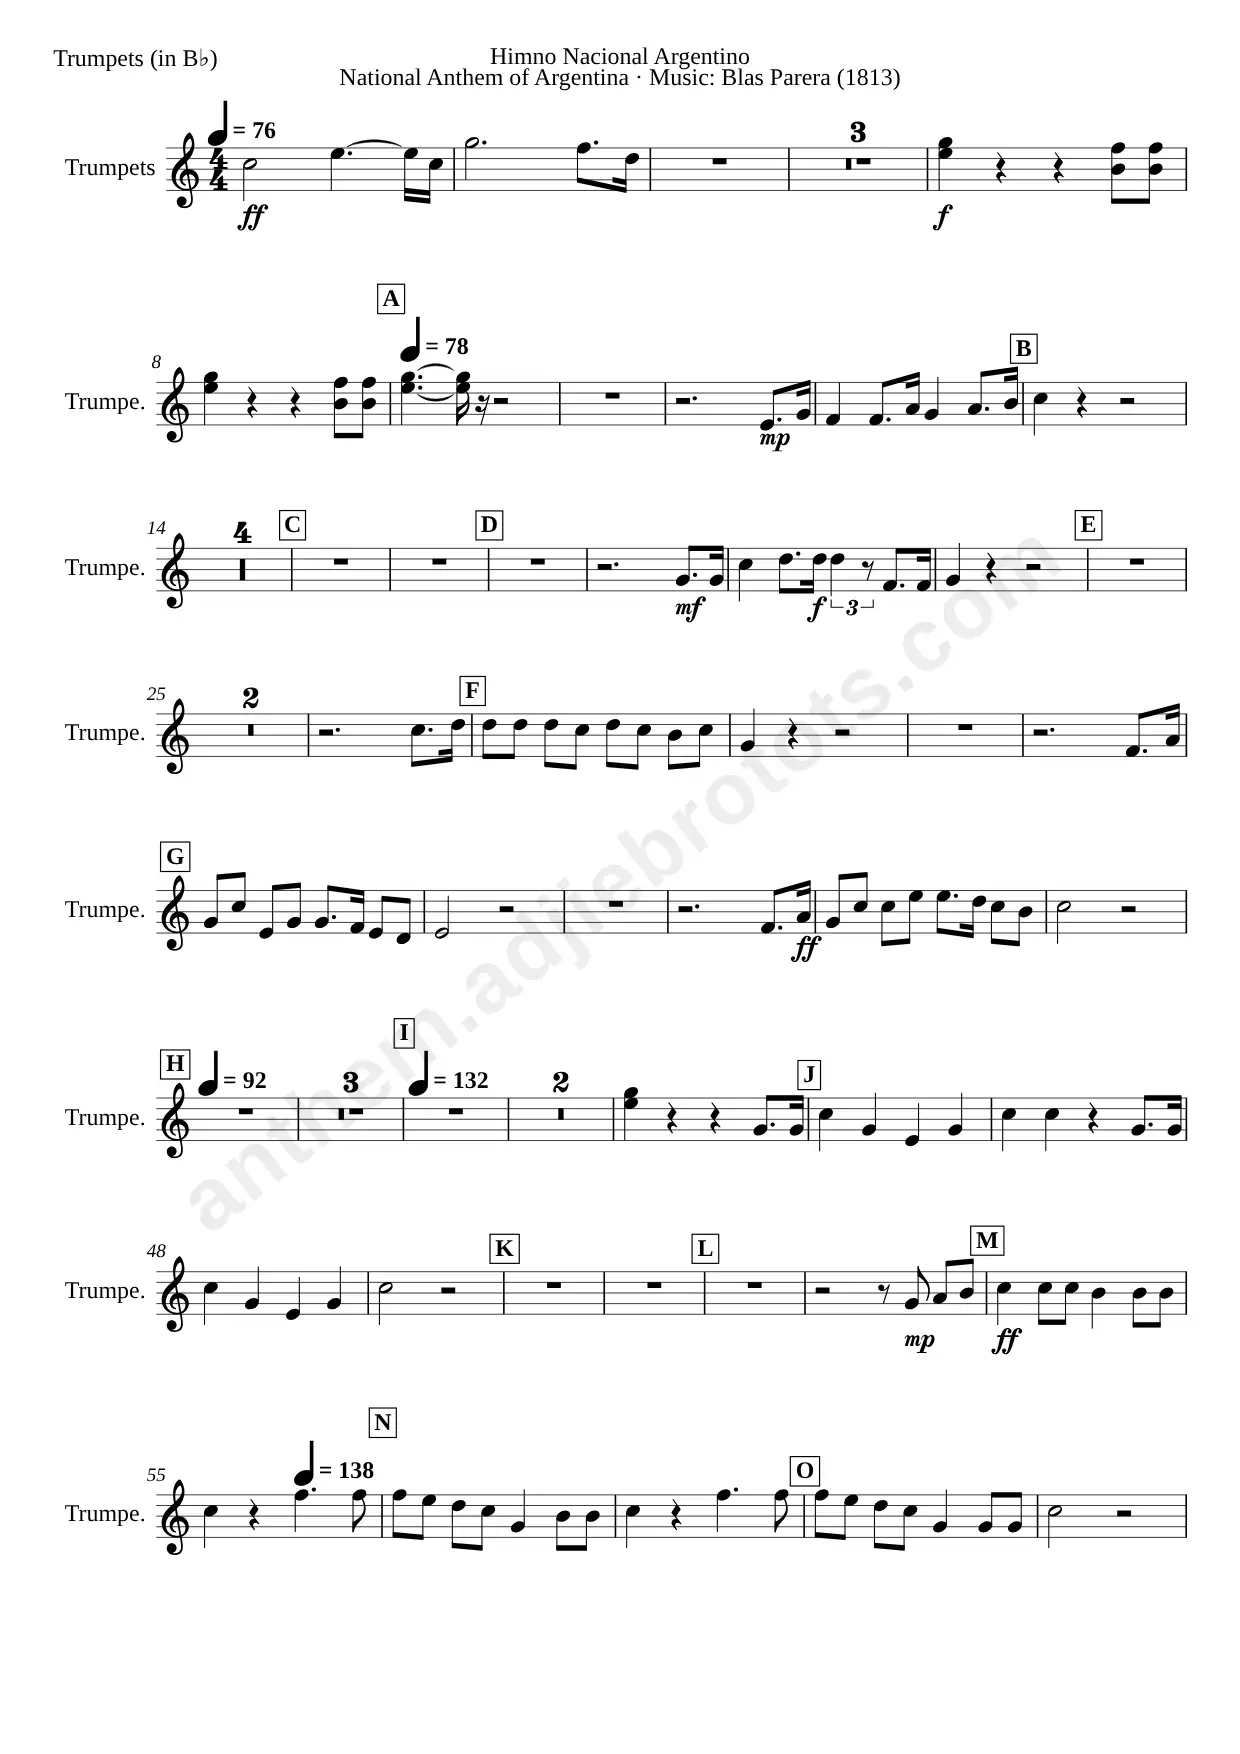 Trumpets (in B♭)
Himno Nacional Argentino
National Anthem of Argentina · Music: Blas Parera (1813)
= 76
3
Trumpets
4
4
ff
f
A
8
= 78
B
Trumpe.
mp
14
4
C
D
E
Trumpe.
mf
f
3
25
2
F
Trumpe.
G
Trumpe.
ff
H
= 92
3
I
= 132
2
J
Trumpe.
48
K
L
M
Trumpe.
mp
ff
N
55
= 138
O
Trumpe.
anthem.adjiebrotots.com